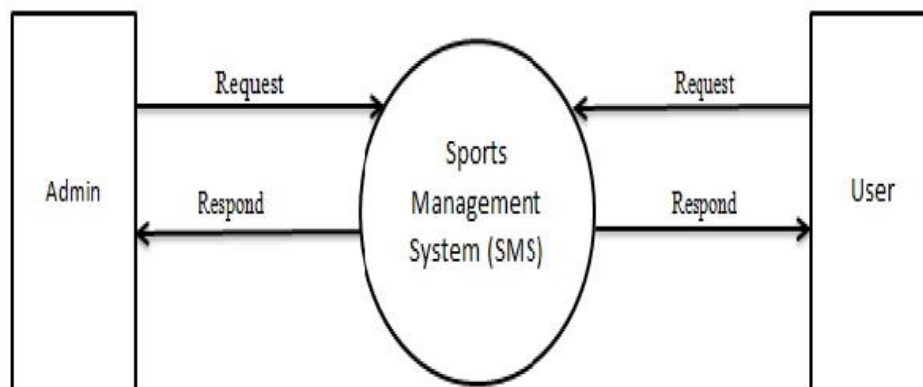 Request
Request
Sports
Management
System (SMS)
Admin
User
Respond
Respond